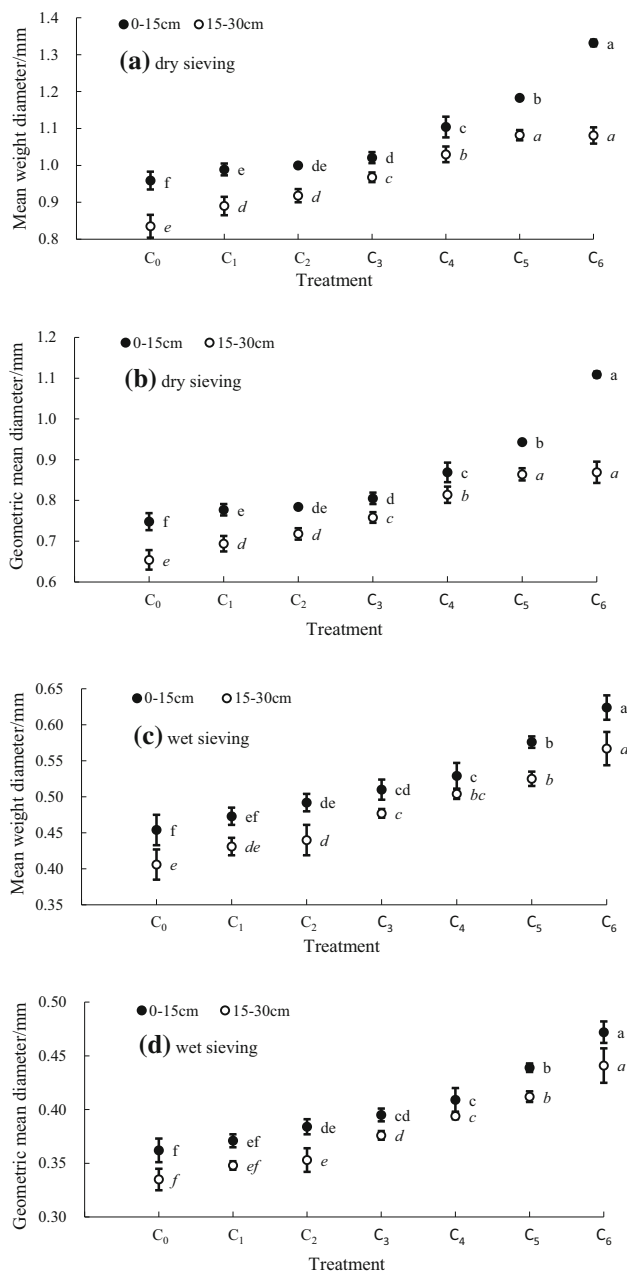 0-15cm 15-30cm
(a) dry sieving
Mean weight diameter/mm
1.4
1.3
1.2
1.1
1.0
0.9
0.8
f e de d c b a
e d d c b a a
C₀ C₁ C₂ C₃ C₄ C₅ C₆
Treatment
0-15cm 15-30cm
(b) dry sieving
Geometric mean diameter/mm
1.2
1.1
1.0
0.9
0.8
0.7
0.6
f e de d c b a
e d d c b a a
C₀ C₁ C₂ C₃ C₄ C₅ C₆
Treatment
0-15cm 15-30cm
(c) wet sieving
Mean weight diameter/mm
0.65
0.60
0.55
0.50
0.45
0.40
0.35
f ef de cd c b a
e de d c bc b a
C₀ C₁ C₂ C₃ C₄ C₅ C₆
Treatment
0-15cm 15-30cm
(d) wet sieving
Geometric mean diameter/mm
0.50
0.45
0.40
0.35
0.30
f ef de cd c b a
f ef e d c b a
C₀ C₁ C₂ C₃ C₄ C₅ C₆
Treatment